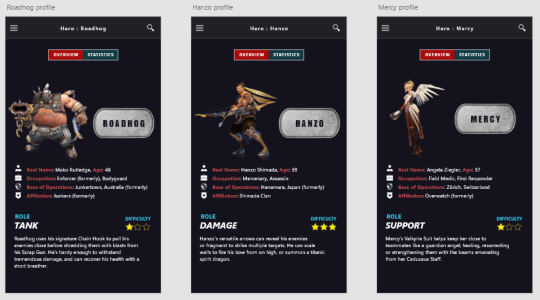 Roadhog profile
Hero : Roadhog
OVERVIEW STATISTICS
ROADHOG
Real Name: Mako Rutledge, Age: 48
Occupation: Enforcer (formerly), Bodyguard
Base of Operations: Junkertown, Australia (formerly)
Affiliation: Junkers (formerly)
ROLE
DIFFICULTY
TANK
Roadhog uses his signature Chain Hook to pull his
enemies close before shredding them with blasts from
his Scrap Gun. He's hardy enough to withstand
tremendous damage, and can recover his health with a
short breather.
Hanzo profile
Hero : Hanzo
OVERVIEW STATISTICS
HANZO
Real Name: Hanzo Shimada, Age: 38
Occupation: Mercenary, Assassin
Base of Operations: Hanamura, Japan (formerly)
Affiliation: Shimada Clan
ROLE
DIFFICULTY
DAMAGE
Hanzo's versatile arrows can reveal his enemies
or fragment to strike multiple targets. He can scale
walls to fire his bow from on high, or summon a titanic
spirit dragon.
Mercy profile
Hero : Mercy
OVERVIEW STATISTICS
MERCY
Real Name: Angela Ziegler, Age: 37
Occupation: Field Medic, First Responder
Base of Operations: Zürich, Switzerland
Affiliation: Overwatch (formerly)
ROLE
DIFFICULTY
SUPPORT
Mercy's Valkyrie Suit helps keep her close to
teammates like a guardian angel; healing, resurrecting
or strengthening them with the beams emanating
from her Caduceus Staff.